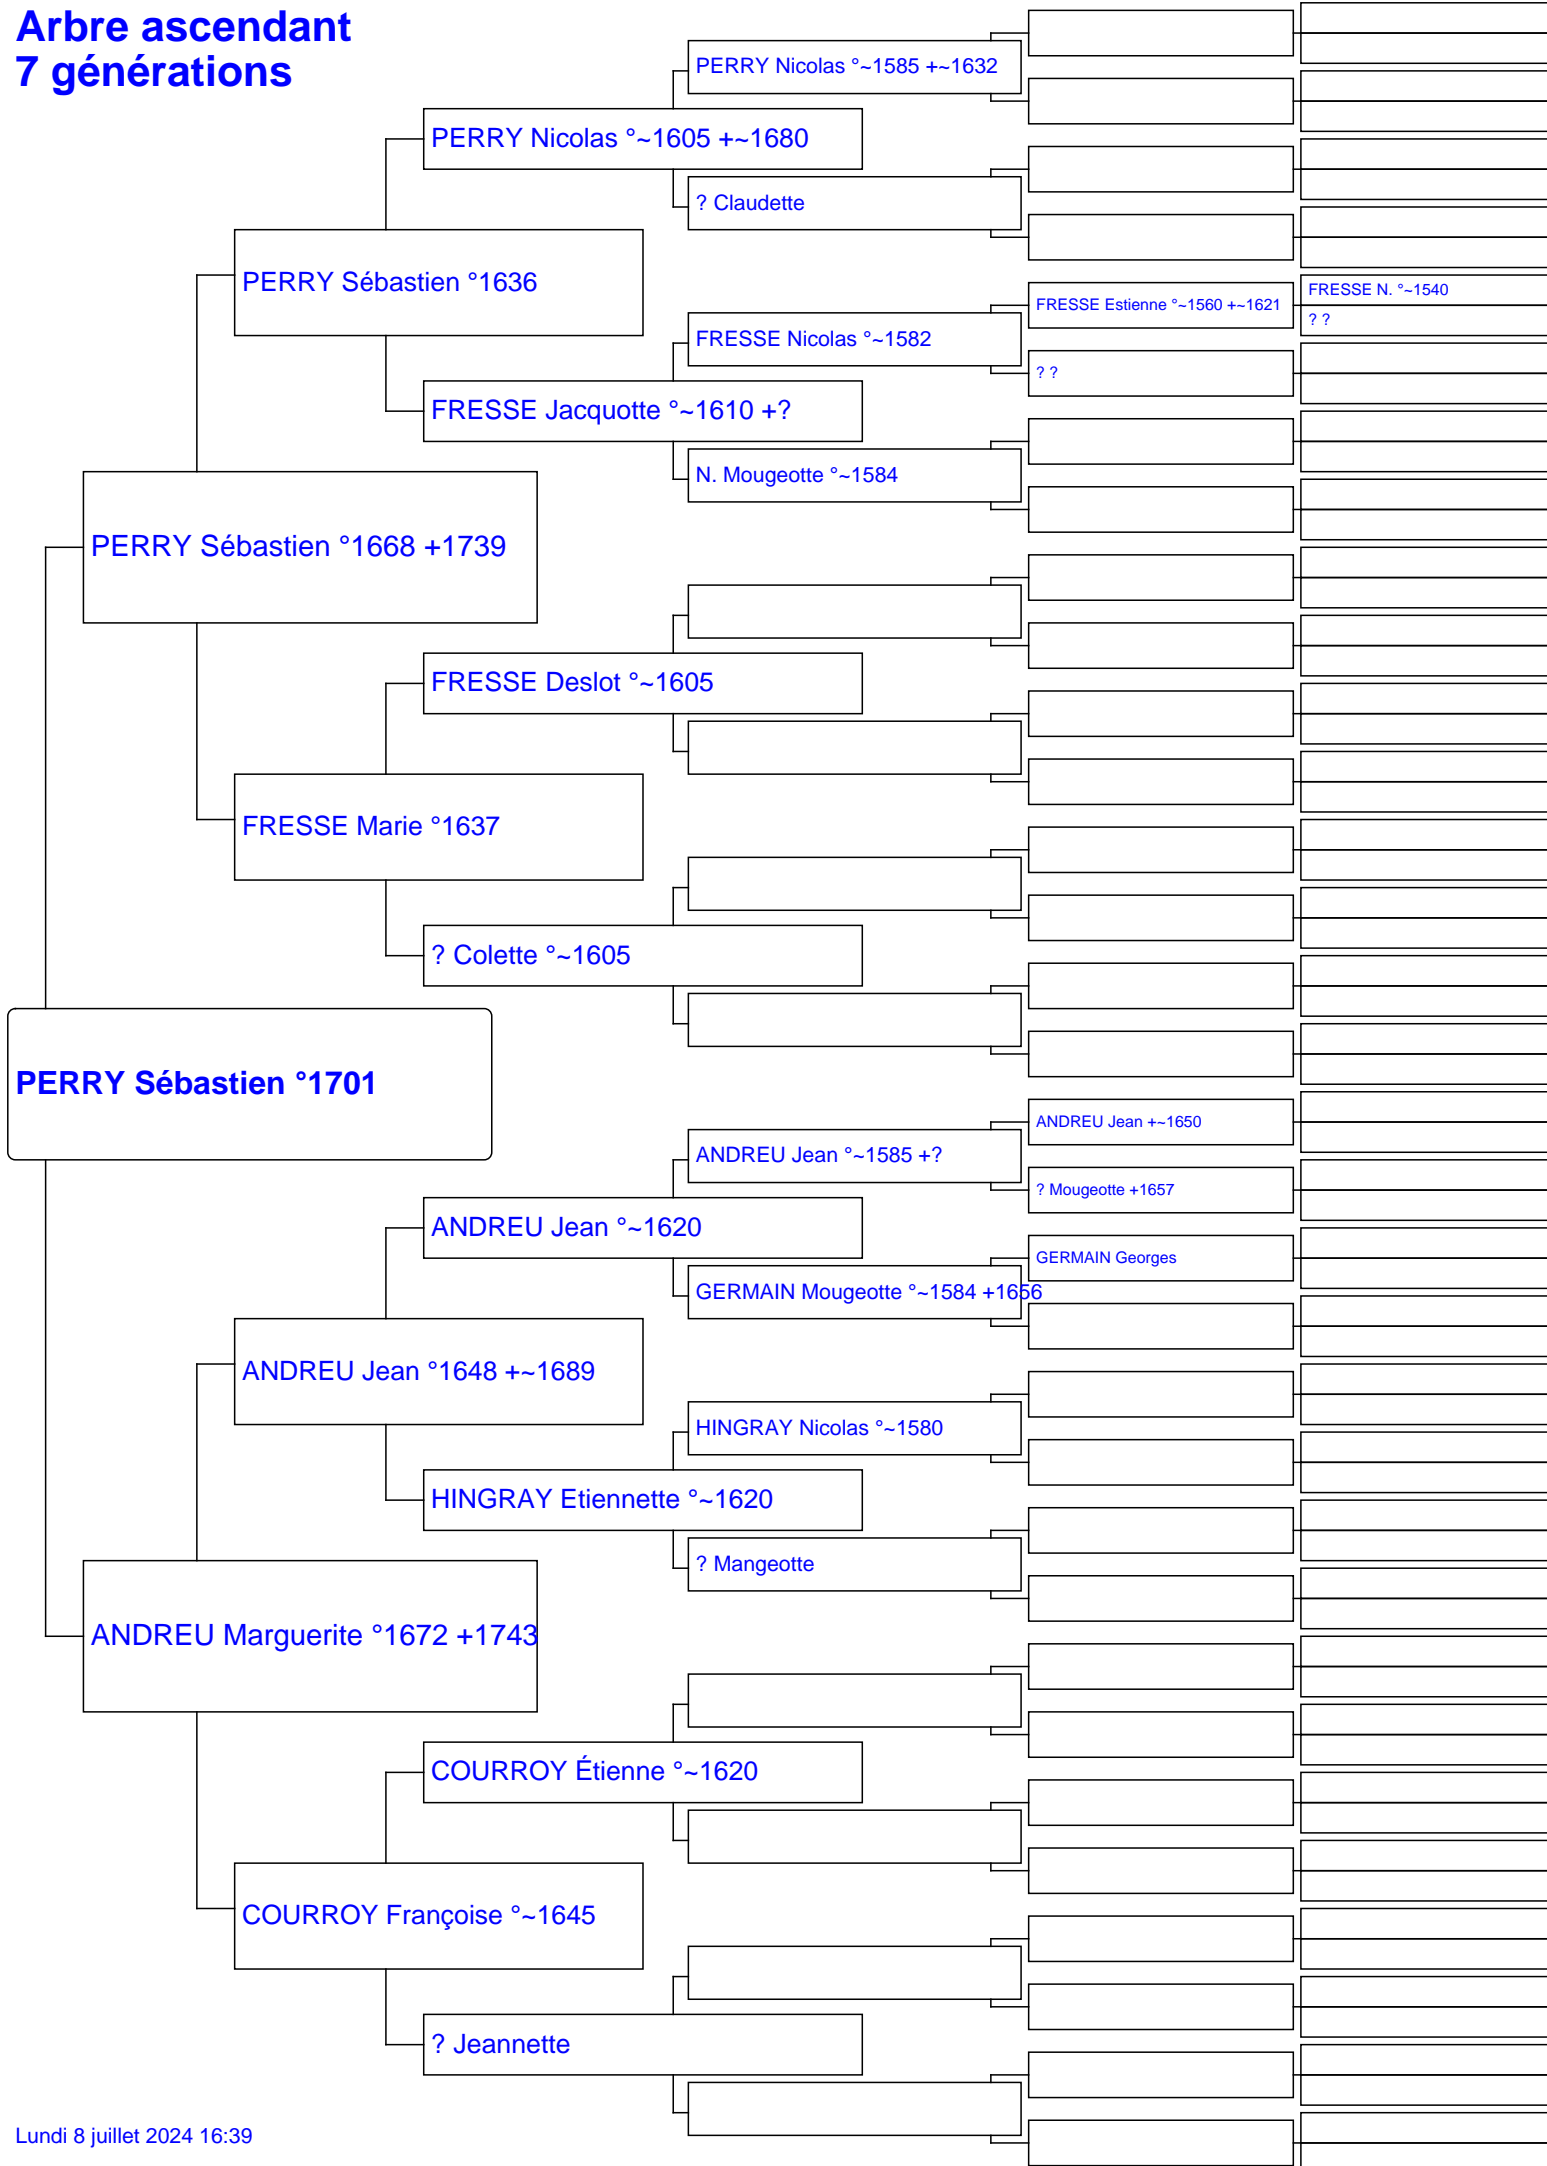 Arbre ascendant
7 générations
PERRY Nicolas °~1585 +~1632
PERRY Nicolas °~1605 +~1680
? Claudette
PERRY Sébastien °1636
FRESSE N. °~1540
FRESSE Estienne °~1560 +~1621
? ?
FRESSE Nicolas °~1582
? ?
FRESSE Jacquotte °~1610 +?
N. Mougeotte °~1584
PERRY Sébastien °1668 +1739
FRESSE Deslot °~1605
FRESSE Marie °1637
? Colette °~1605
PERRY Sébastien °1701
ANDREU Jean +~1650
ANDREU Jean °~1585 +?
? Mougeotte +1657
ANDREU Jean °~1620
GERMAIN Georges
GERMAIN Mougeotte °~1584 +1656
ANDREU Jean °1648 +~1689
HINGRAY Nicolas °~1580
HINGRAY Etiennette °~1620
? Mangeotte
ANDREU Marguerite °1672 +1743
COURROY Étienne °~1620
COURROY Françoise °~1645
? Jeannette
Lundi 8 juillet 2024 16:39